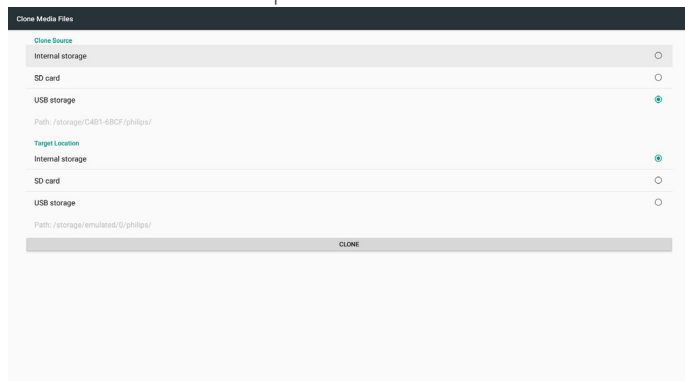 Clone Media Files
Clone Source
Internal storage
SD card
USB storage
Path: /storage/C4B1-6BCF/philips/
Target Location
Internal storage
SD card
USB storage
Path: /storage/emulated/0/philips/
CLONE